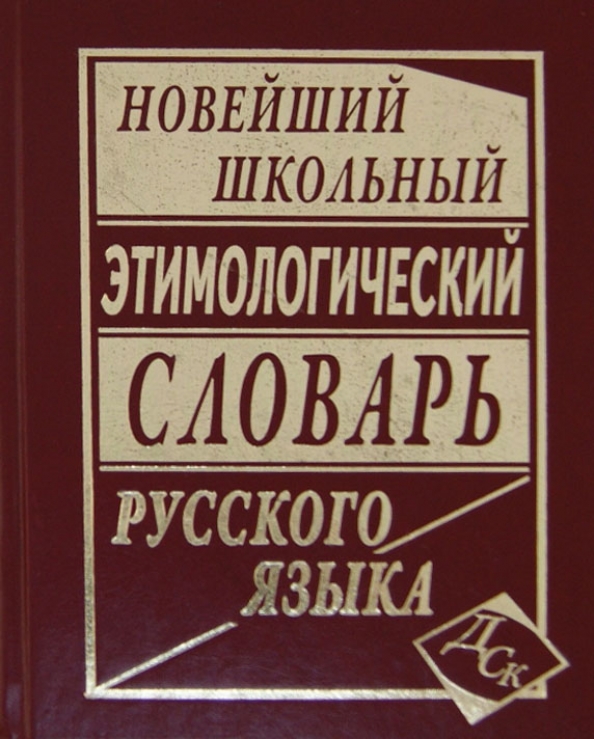 НОВЕЙШИЙ
ШКОЛЬНЫЙ
ЭТИМОЛОГИЧЕСКИЙ
СЛОВАРЬ
РУССКОГО
ЯЗЫКА
ДСК